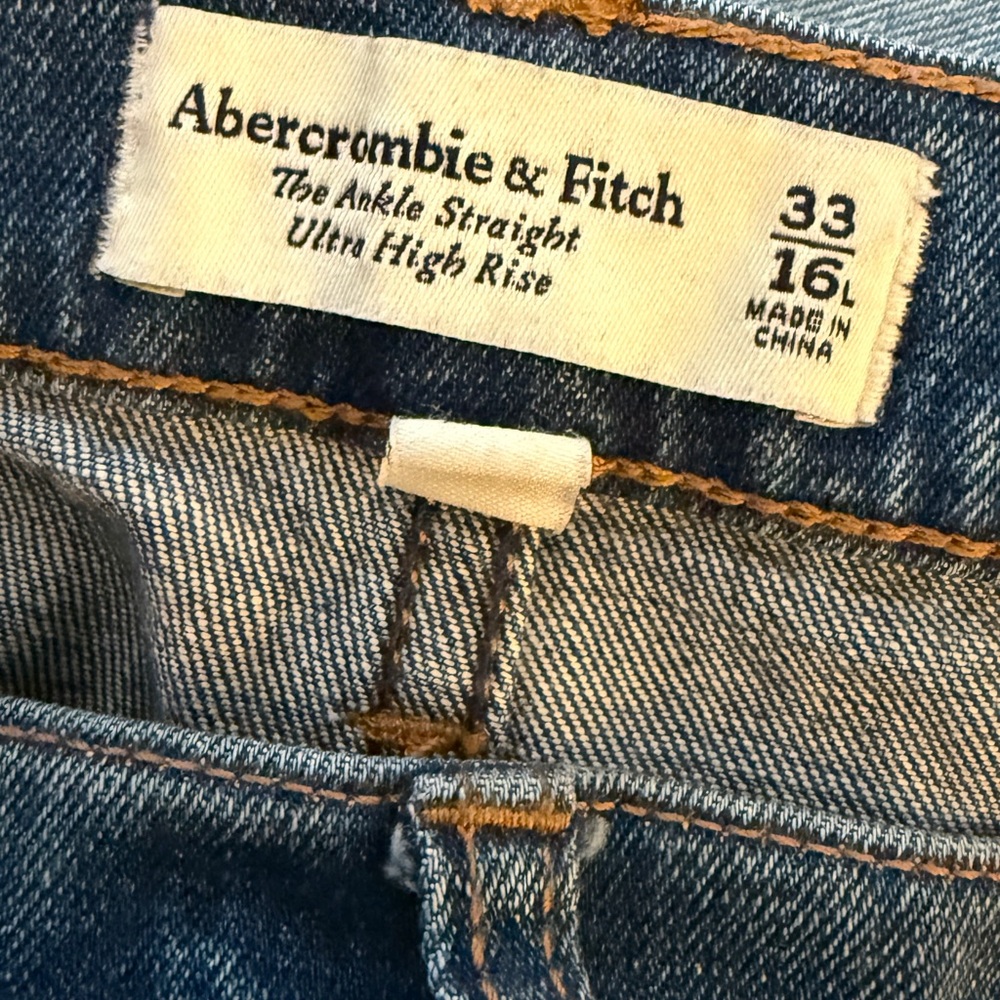 Abercrombie & Fitch
The Ankle Straight
Ultra High Rise
33
16L
MADE IN
CHINA